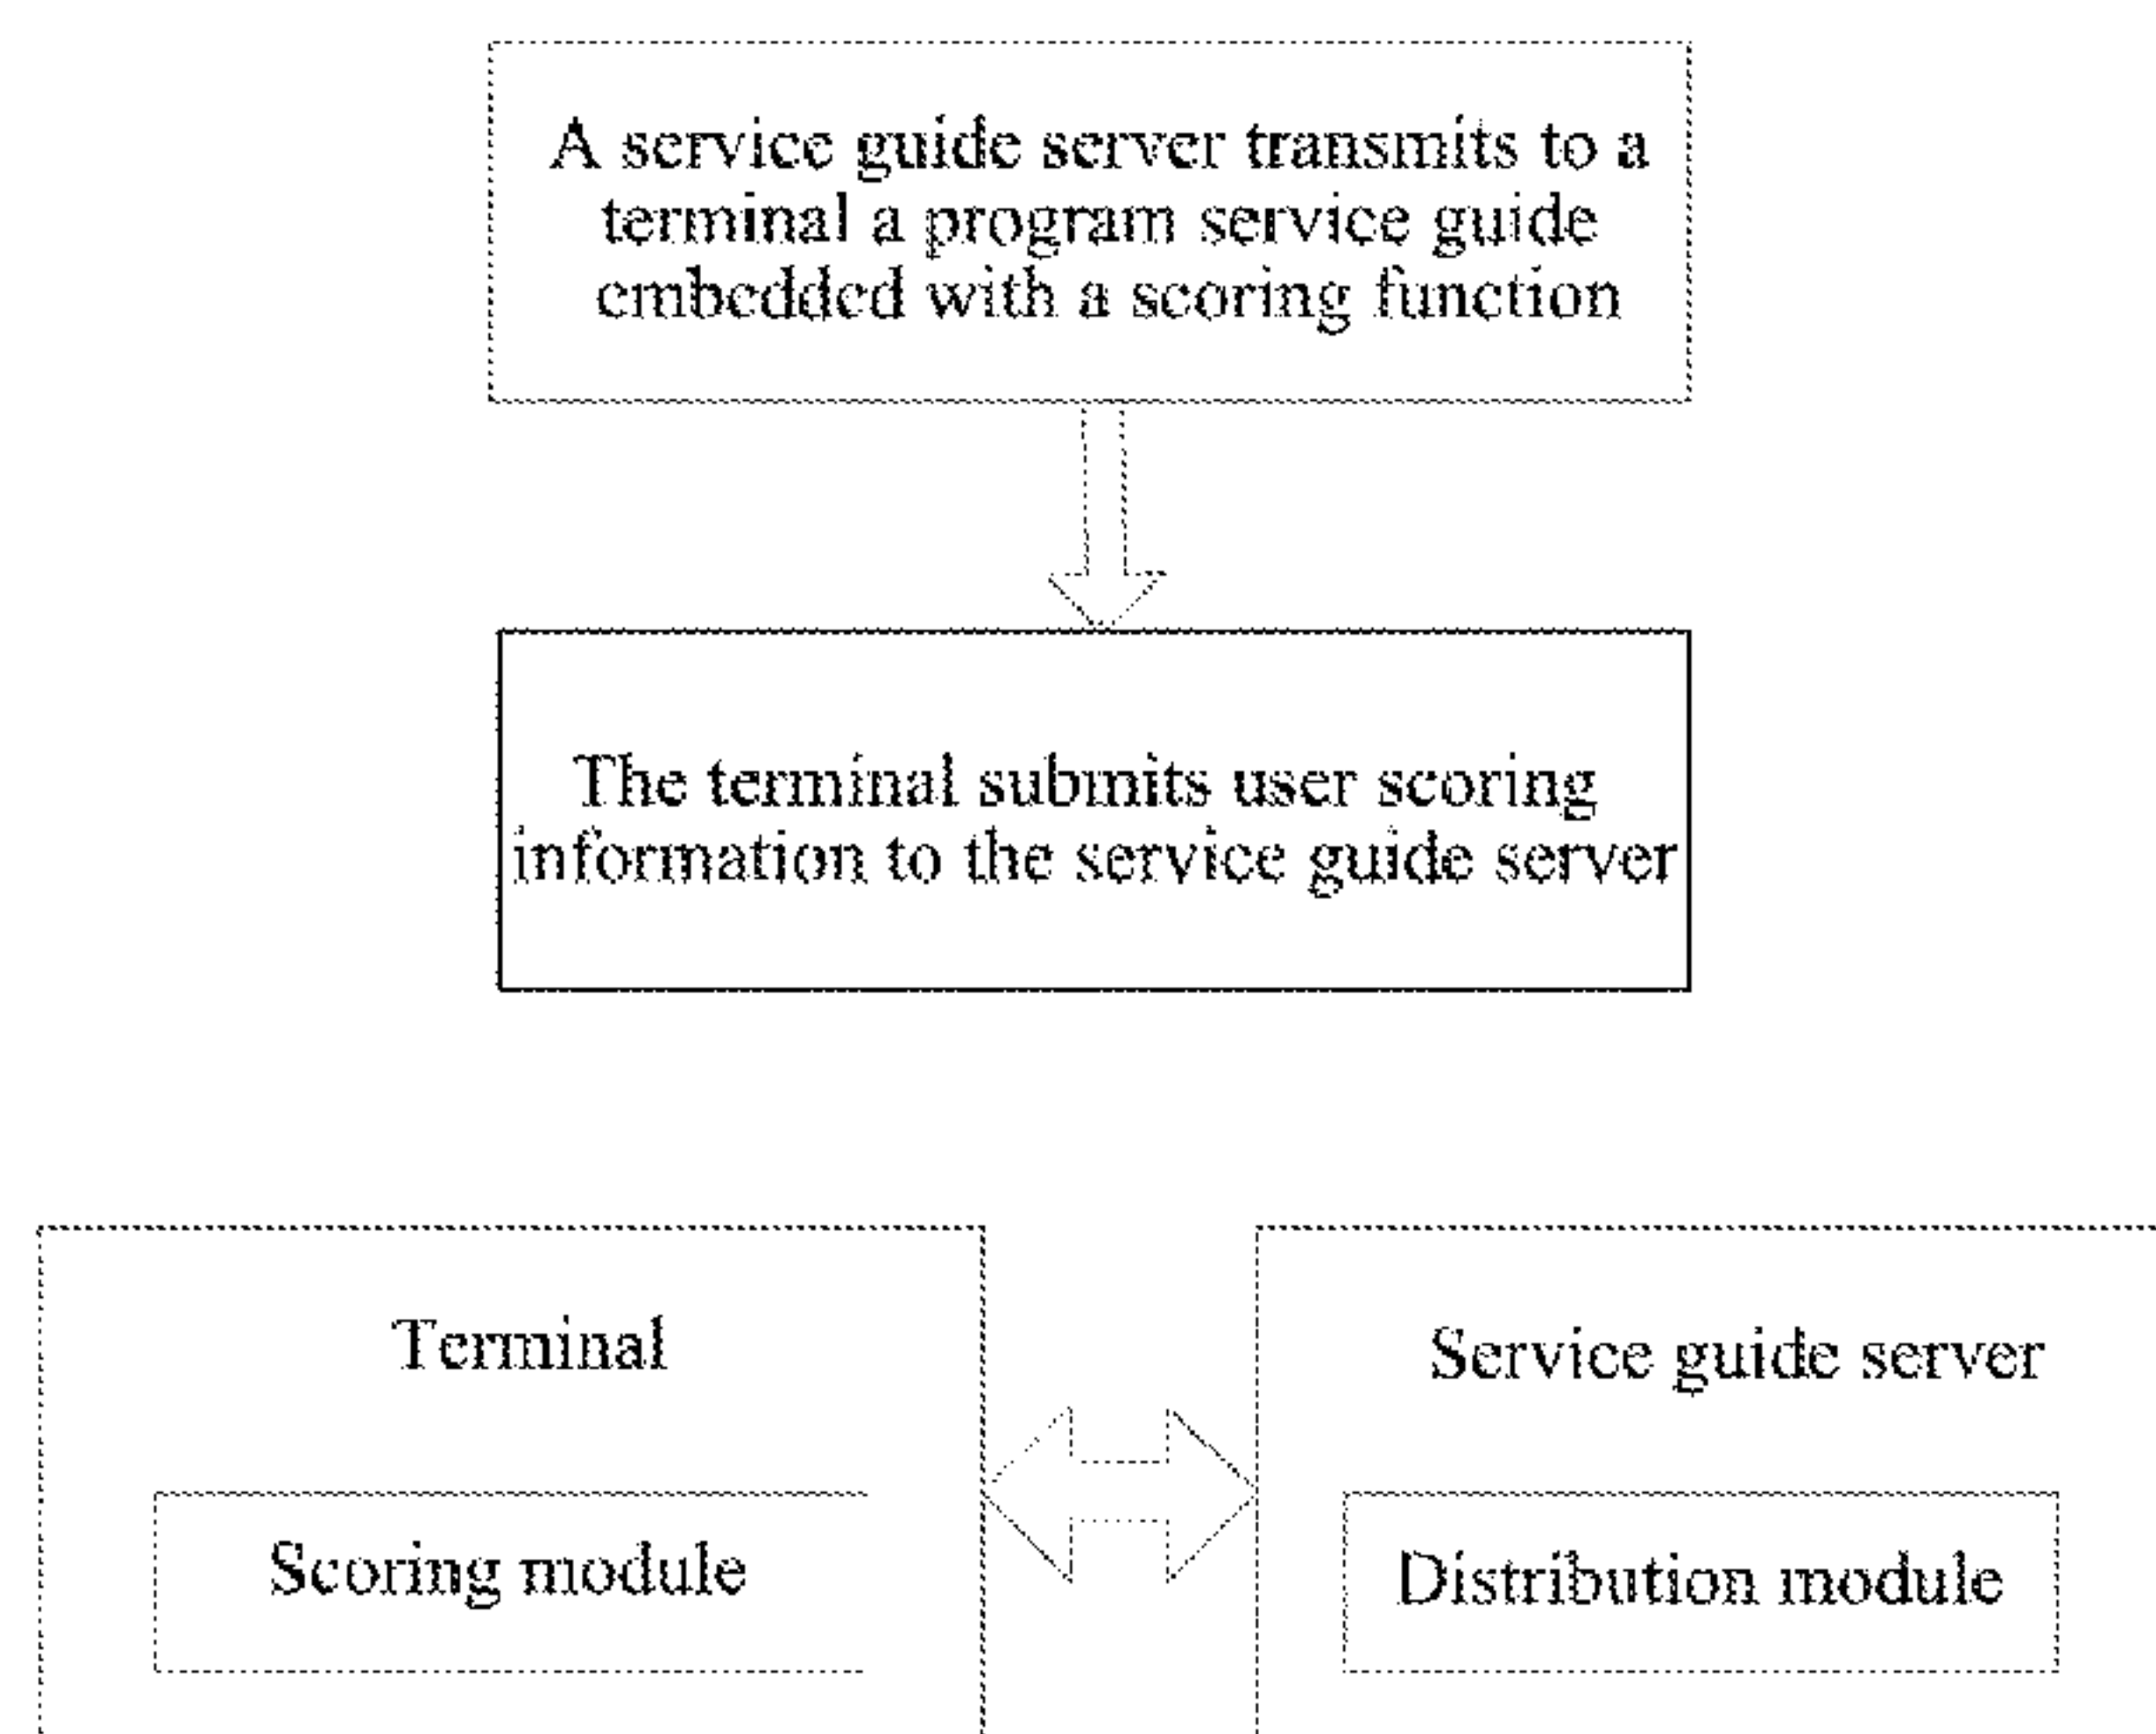 A service guide server transmits to a
terminal a program service guide
embedded with a scoring function
The terminal submits user scoring
information to the service guide server
Terminal
Service guide server
Scoring module
Distribution module